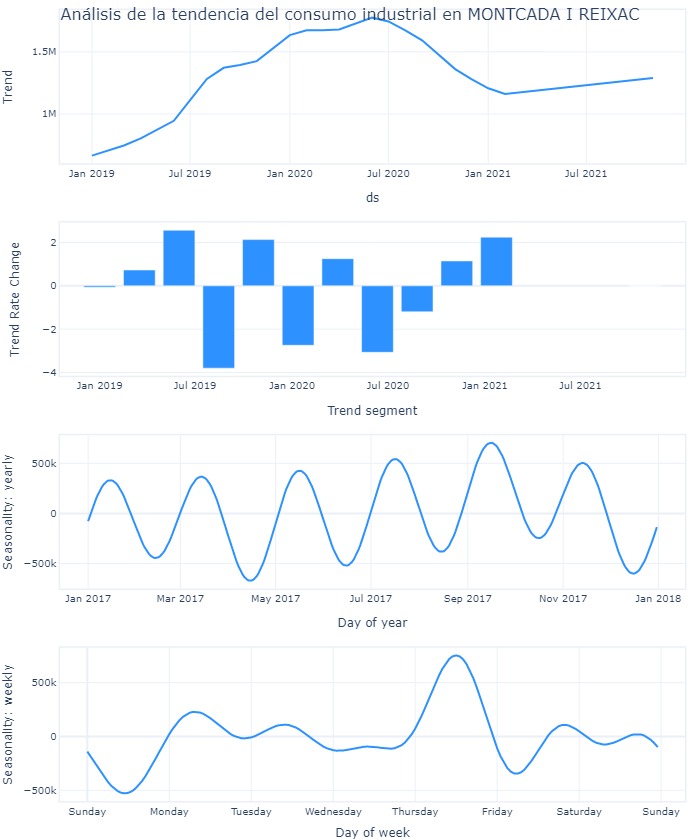 Análisis de la tendencia del consumo industrial en MONTCADA I REIXAC
1.5M
1M
Trend
Jan 2019 Jul 2019 Jan 2020 Jul 2020 Jan 2021 Jul 2021
ds
2
0
−2
−4
Trend Rate Change
Jan 2019 Jul 2019 Jan 2020 Jul 2020 Jan 2021 Jul 2021
Trend segment
500k
0
−500k
Seasonality: yearly
Jan 2017 Mar 2017 May 2017 Jul 2017 Sep 2017 Nov 2017 Jan 2018
Day of year
500k
0
−500k
Seasonality: weekly
Sunday Monday Tuesday Wednesday Thursday Friday Saturday Sunday
Day of week